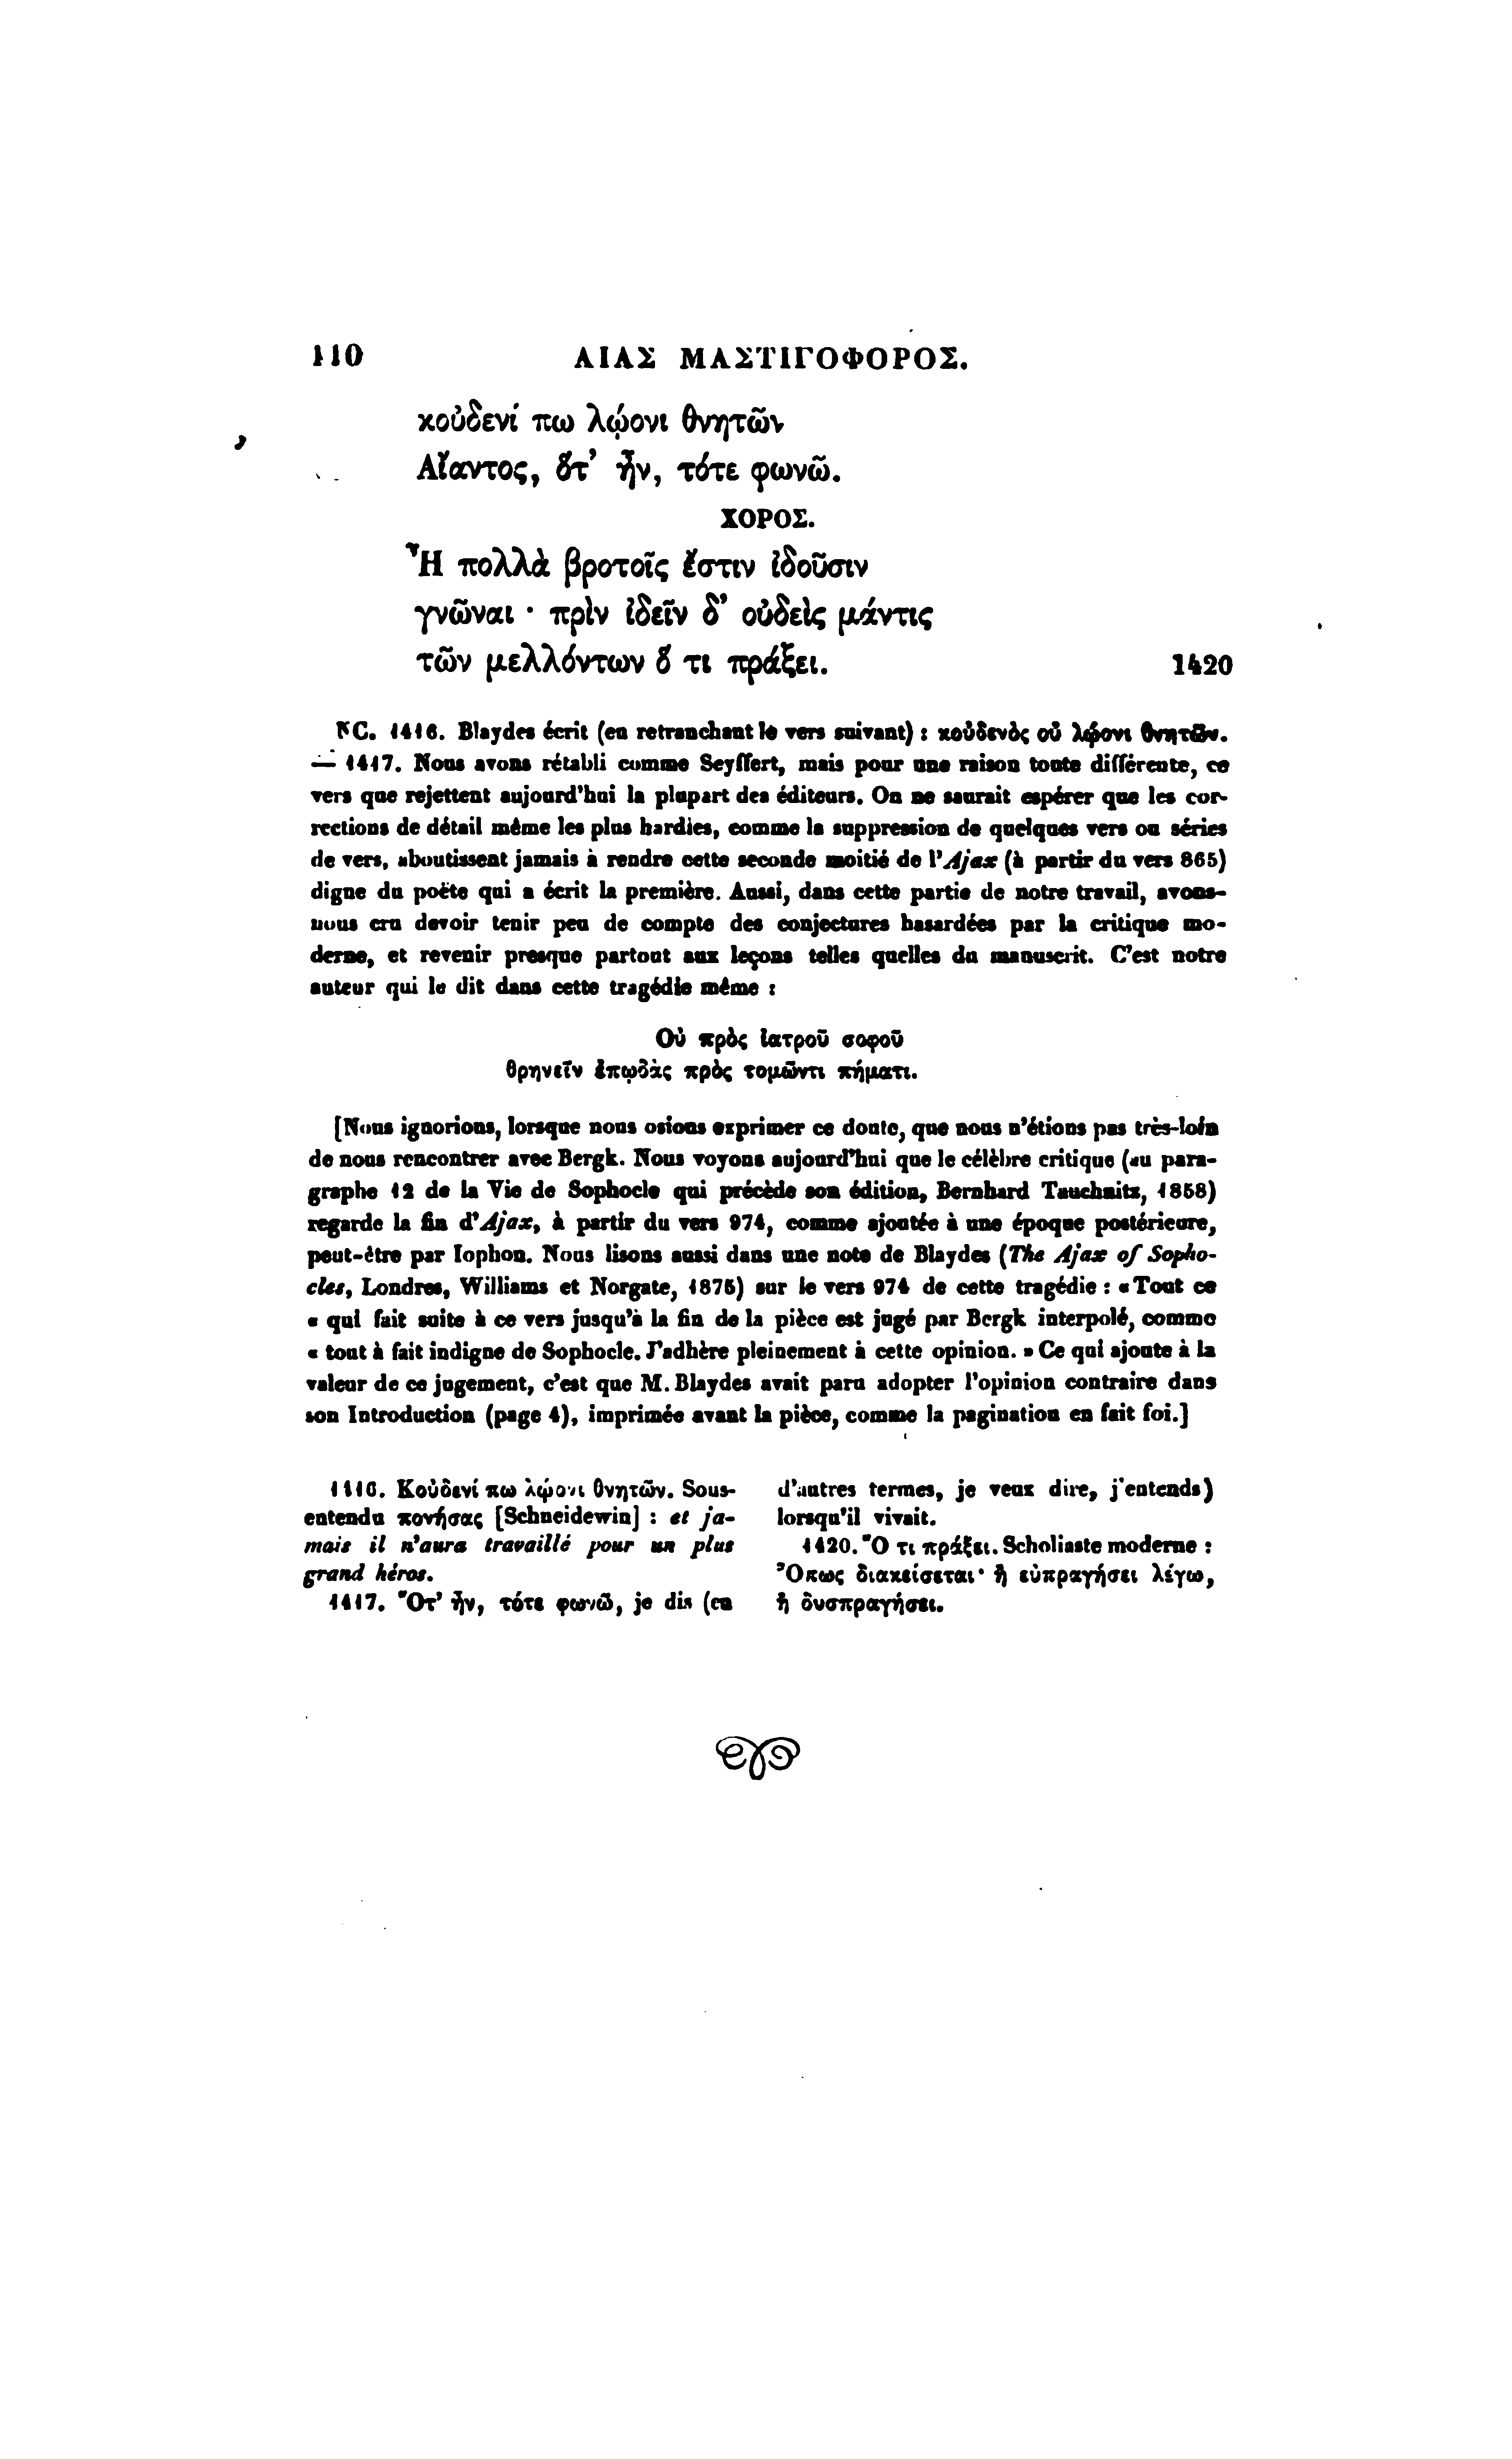 110 ΑΙΑΣ ΜΑΣΤΙΓΟΦΟΡΟΣ.
κοὐδενί πω λῴονι θνητῶν
Αἴαντος, ὅτ’ ἦν, τότε φωνῶ.
ΧΟΡΟΣ.
Ἦ πολλὰ βροτοῖς ἔστιν ἰδοῦσιν
γνῶναι · πρὶν ἰδεῖν δ’ οὐδεὶς μάντις
τῶν μελλόντων ὅ τι πράξει. 1420
NC. 1416. Blaydes écrit (en retranchant le vers suivant) : κοὐδενὸς οὗ λῴονι θνητῶν.
— 1417. Nous avons rétabli comme Seyffert, mais pour une raison toute différente, ce
vers que rejettent aujourd’hui la plupart des éditeurs. On ne saurait espérer que les cor-
rections de détail même les plus hardies, comme la suppression de quelques vers ou séries
de vers, aboutissent jamais à rendre cette seconde moitié de l’Ajax (à partir du vers 865)
digne du poëte qui a écrit la première. Aussi, dans cette partie de notre travail, avons-
nous cru devoir tenir peu de compte des conjectures hasardées par la critique mo-
derne, et revenir presque partout aux leçons telles quelles du manuscrit. C’est notre
auteur qui le dit dans cette tragédie même :
Οὐ πρὸς ἰατροῦ σοφοῦ
θρηνεῖν ἐπῳδὰς πρὸς τομῶντι πήματι.
[Nous ignorions, lorsque nous osions exprimer ce doute, que nous n’étions pas très-loin
de nous rencontrer avec Bergk. Nous voyons aujourd’hui que le célèbre critique (au para-
graphe 12 de la Vie de Sophocle qui précède son édition, Bernhard Tauchnitz, 1858)
regarde la fin d’Ajax, à partir du vers 974, comme ajoutée à une époque postérieure,
peut-être par Iophon. Nous lisons aussi dans une note de Blaydes (The Ajax of Sopho-
cles, Londres, Williams et Norgate, 1875) sur le vers 974 de cette tragédie : « Tout ce
« qui fait suite à ce vers jusqu’à la fin de la pièce est jugé par Bergk interpolé, comme
« tout à fait indigne de Sophocle. J’adhère pleinement à cette opinion. » Ce qui ajoute à la
valeur de ce jugement, c’est que M. Blaydes avait paru adopter l’opinion contraire dans
son Introduction (page 4), imprimée avant la pièce, comme la pagination en fait foi.]
1416. Κοὐδενί πω λῴονι θνητῶν. Sous-
entendu πονήσας [Schneidewin] : et ja-
mais il n’aura travaillé pour un plus
grand héros.
1417. Ὅτ’ ἦν, τότε φωνῶ, je dis (en
d’autres termes, je veux dire, j’entends)
lorsqu’il vivait.
1420. Ὅ τι πράξει. Scholiaste moderne :
Ὅπως διακείσεται· ἢ εὐπραγήσει λέγω,
ἢ δυσπραγήσει.